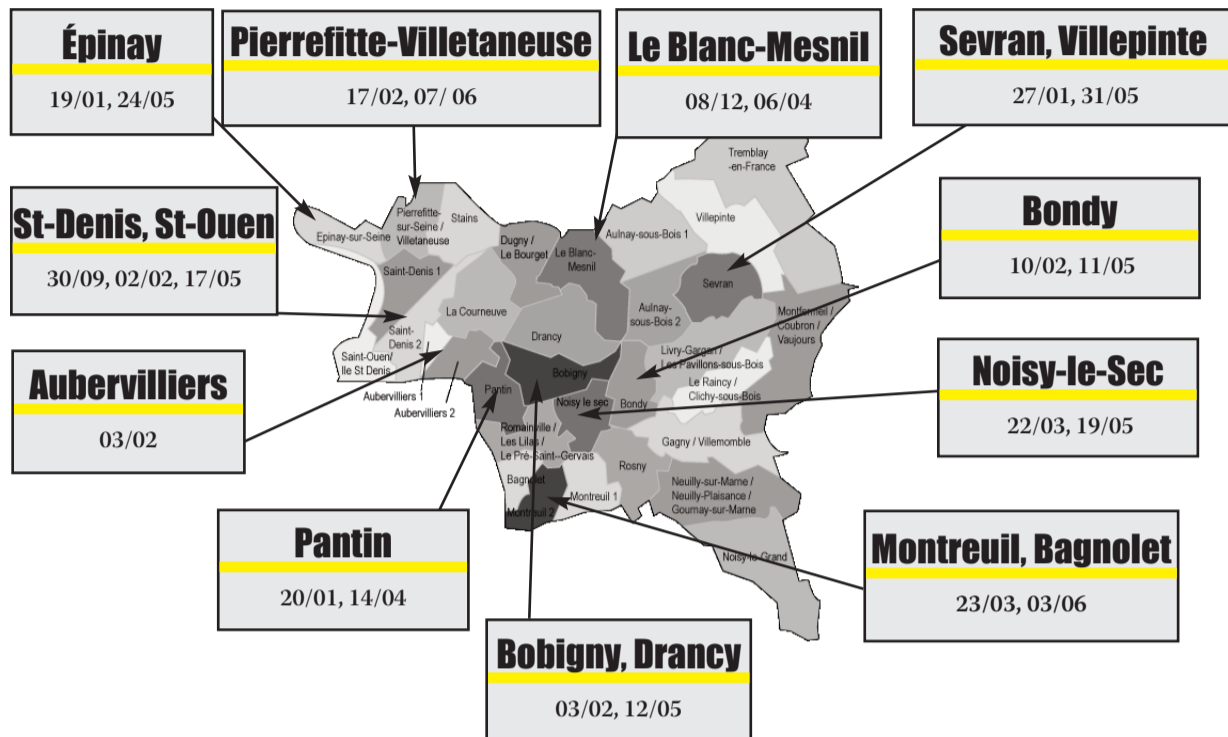 Épinay
19/01, 24/05
Pierrefitte-Villetaneuse
17/02, 07/ 06
Le Blanc-Mesnil
08/12, 06/04
Sevran, Villepinte
27/01, 31/05
St-Denis, St-Ouen
30/09, 02/02, 17/05
Bondy
10/02, 11/05
Aubervilliers
03/02
Noisy-le-Sec
22/03, 19/05
Pantin
20/01, 14/04
Montreuil, Bagnolet
23/03, 03/06
Bobigny, Drancy
03/02, 12/05
Tremblay
-en-France
Villepinte
Aulnay-sous-Bois 1
Epinay-sur-Seine
Pierrefitte-
sur-Seine /
Villetaneuse
Stains
Dugny /
Le Bourget
Le Blanc-
Mesnil
Saint-Denis 1
Sevran
La Courneuve
Aulnay-
sous-Bois 2
Montfermeil /
Coubron /
Vaujours
Saint-
Denis 2
Drancy
Saint-Ouen/
Ile St Denis
Livry-Gargan /
Les Pavillons-sous-Bois
Bobigny
Le Raincy /
Clichy-sous-Bois
Aubervilliers 1
Aubervilliers 2
Pantin
Noisy le sec
Bondy
Romainville /
Les Lilas /
Le Pré-Saint--Gervais
Gagny / Villemomble
Rosny
Bagnolet
Montreuil 1
Montreuil 2
Neuilly-sur-Marne /
Neuilly-Plaisance /
Gournay-sur-Marne
Noisy-le-Grand